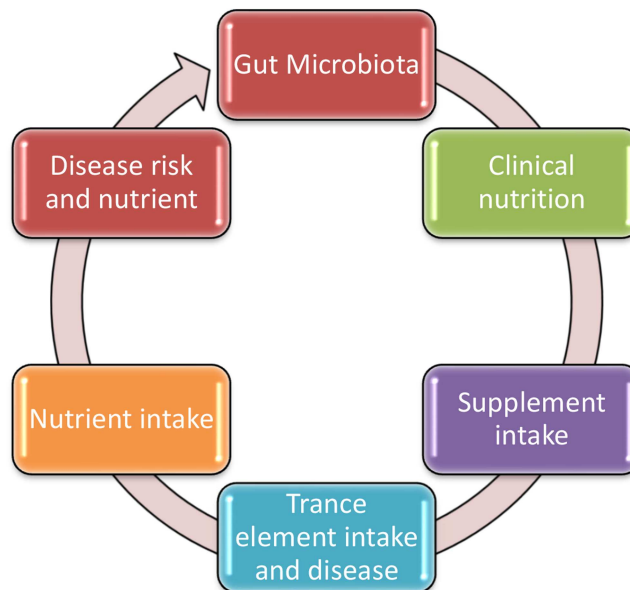 Gut Microbiota
Clinical
nutrition
Supplement
intake
Trance
element intake
and disease
Nutrient intake
Disease risk
and nutrient